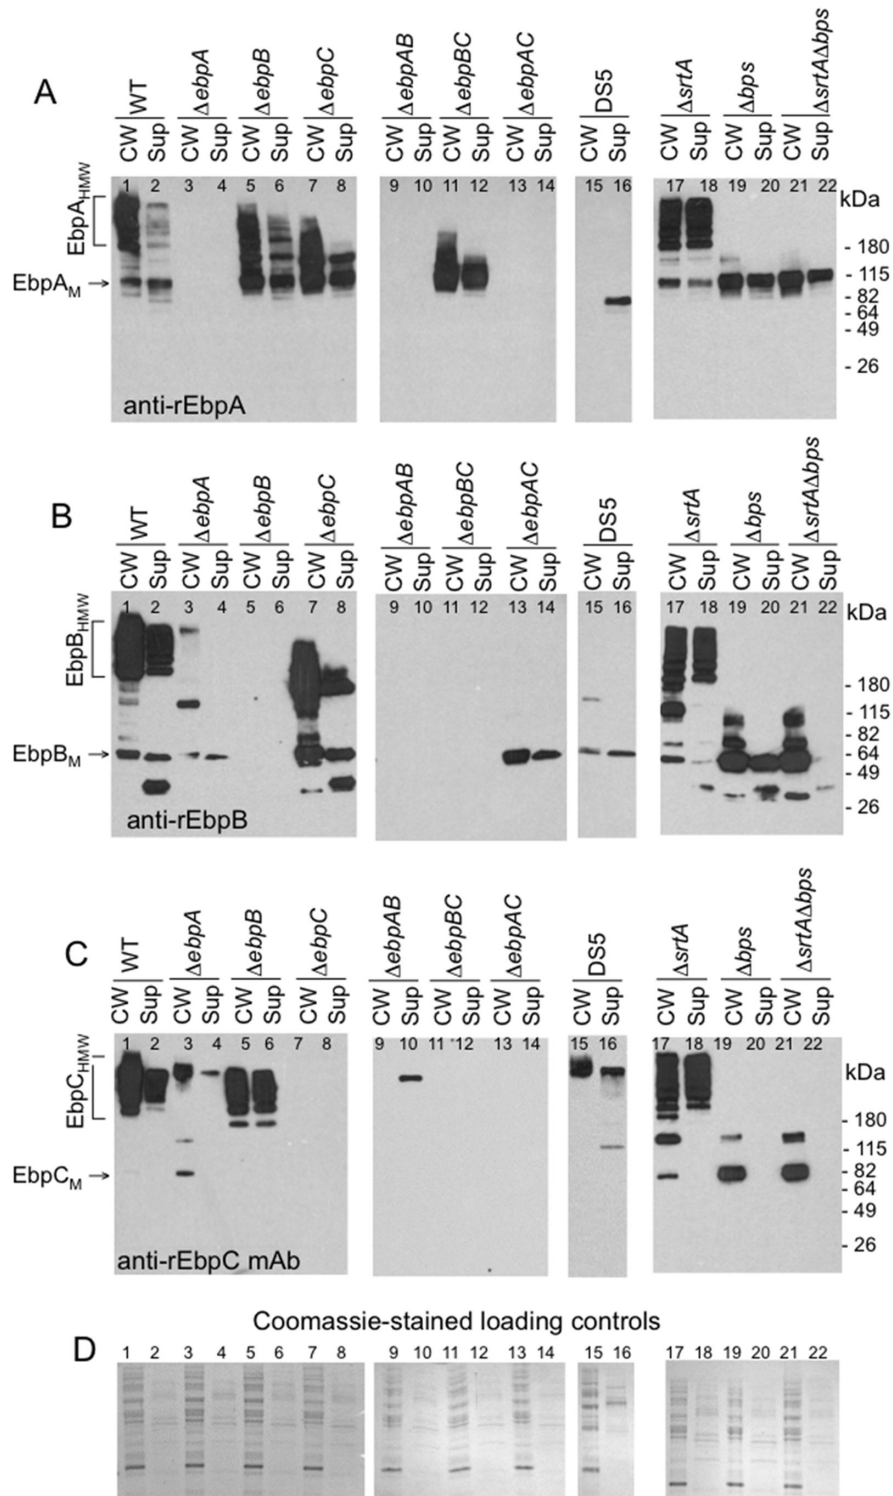 A
WT
ΔebpA
ΔebpB
ΔebpC
ΔebpAB
ΔebpBC
ΔebpAC
DS5
ΔsrtA
Δbps
ΔsrtAΔbps
CW Sup CW Sup CW Sup CW Sup CW Sup CW Sup CW Sup CW Sup CW Sup CW Sup CW Sup
1 2 3 4 5 6 7 8 9 10 11 12 13 14 15 16 17 18 19 20 21 22
kDa
EbpAHMW
- 180
EbpAM
- 115
- 82
- 64
- 49
- 26
anti-rEbpA
B
WT
ΔebpA
ΔebpB
ΔebpC
ΔebpAB
ΔebpBC
ΔebpAC
DS5
ΔsrtA
Δbps
ΔsrtAΔbps
CW Sup CW Sup CW Sup CW Sup CW Sup CW Sup CW Sup CW Sup CW Sup CW Sup CW Sup
1 2 3 4 5 6 7 8 9 10 11 12 13 14 15 16 17 18 19 20 21 22
kDa
EbpBHMW
- 180
- 115
- 82
EbpBM
- 64
- 49
- 26
anti-rEbpB
C
WT
ΔebpA
ΔebpB
ΔebpC
ΔebpAB
ΔebpBC
ΔebpAC
DS5
ΔsrtA
Δbps
ΔsrtAΔbps
CW Sup CW Sup CW Sup CW Sup CW Sup CW Sup CW Sup CW Sup CW Sup CW Sup CW Sup
1 2 3 4 5 6 7 8 9 10 11 12 13 14 15 16 17 18 19 20 21 22
kDa
EbpCHMW
- 180
- 115
EbpCM
- 82
- 64
- 49
- 26
anti-rEbpC mAb
Coomassie-stained loading controls
D
1 2 3 4 5 6 7 8 9 10 11 12 13 14 15 16 17 18 19 20 21 22